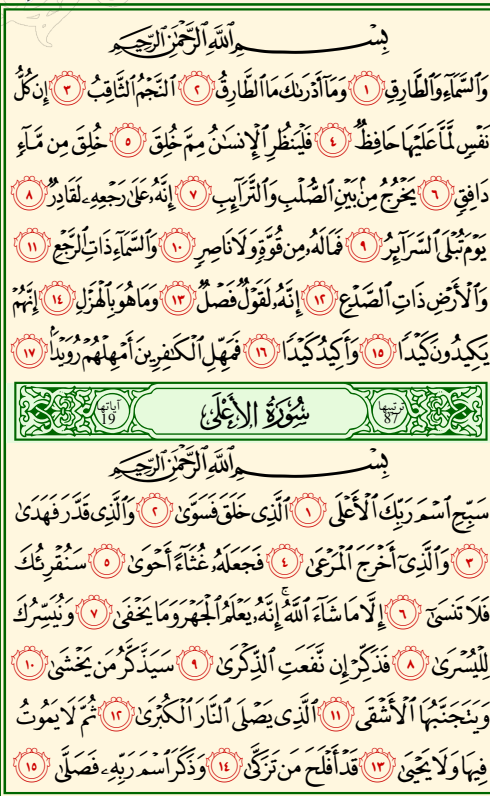 بِسۡمِ ٱللَّهِ ٱلرَّحۡمَٰنِ ٱلرَّحِيمِ
وَٱلسَّمَآءِ وَٱلطَّارِقِ ١ وَمَآ أَدۡرَىٰكَ مَا ٱلطَّارِقُ ٢ ٱلنَّجۡمُ ٱلثَّاقِبُ ٣ إِن كُلُّ
نَفۡسٖ لَّمَّا عَلَيۡهَا حَافِظٞ ٤ فَلۡيَنظُرِ ٱلۡإِنسَٰنُ مِمَّ خُلِقَ ٥ خُلِقَ مِن مَّآءٖ
دَافِقٖ ٦ يَخۡرُجُ مِنۢ بَيۡنِ ٱلصُّلۡبِ وَٱلتَّرَآئِبِ ٧ إِنَّهُۥ عَلَىٰ رَجۡعِهِۦ لَقَادِرٞ ٨
يَوۡمَ تُبۡلَى ٱلسَّرَآئِرُ ٩ فَمَا لَهُۥ مِن قُوَّةٖ وَلَا نَاصِرٖ ١٠ وَٱلسَّمَآءِ ذَاتِ ٱلرَّجۡعِ ١١
وَٱلۡأَرۡضِ ذَاتِ ٱلصَّدۡعِ ١٢ إِنَّهُۥ لَقَوۡلٞ فَصۡلٞ ١٣ وَمَا هُوَ بِٱلۡهَزۡلِ ١٤ إِنَّهُمۡ
يَكِيدُونَ كَيۡدٗا ١٥ وَأَكِيدُ كَيۡدٗا ١٦ فَمَهِّلِ ٱلۡكَٰفِرِينَ أَمۡهِلۡهُمۡ رُوَيۡدَۢا ١٧
ترتيبها 87 سُورَةُ الأَعۡلَىٰ آياتها 19
بِسۡمِ ٱللَّهِ ٱلرَّحۡمَٰنِ ٱلرَّحِيمِ
سَبِّحِ ٱسۡمَ رَبِّكَ ٱلۡأَعۡلَى ١ ٱلَّذِي خَلَقَ فَسَوَّىٰ ٢ وَٱلَّذِي قَدَّرَ فَهَدَىٰ
٣ وَٱلَّذِيٓ أَخۡرَجَ ٱلۡمَرۡعَىٰ ٤ فَجَعَلَهُۥ غُثَآءً أَحۡوَىٰ ٥ سَنُقۡرِئُكَ
فَلَا تَنسَىٰٓ ٦ إِلَّا مَا شَآءَ ٱللَّهُۚ إِنَّهُۥ يَعۡلَمُ ٱلۡجَهۡرَ وَمَا يَخۡفَىٰ ٧ وَنُيَسِّرُكَ
لِلۡيُسۡرَىٰ ٨ فَذَكِّرۡ إِن نَّفَعَتِ ٱلذِّكۡرَىٰ ٩ سَيَذَّكَّرُ مَن يَخۡشَىٰ ١٠
وَيَتَجَنَّبُهَا ٱلۡأَشۡقَى ١١ ٱلَّذِي يَصۡلَى ٱلنَّارَ ٱلۡكُبۡرَىٰ ١٢ ثُمَّ لَا يَمُوتُ
فِيهَا وَلَا يَحۡيَىٰ ١٣ قَدۡ أَفۡلَحَ مَن تَزَكَّىٰ ١٤ وَذَكَرَ ٱسۡمَ رَبِّهِۦ فَصَلَّىٰ ١٥